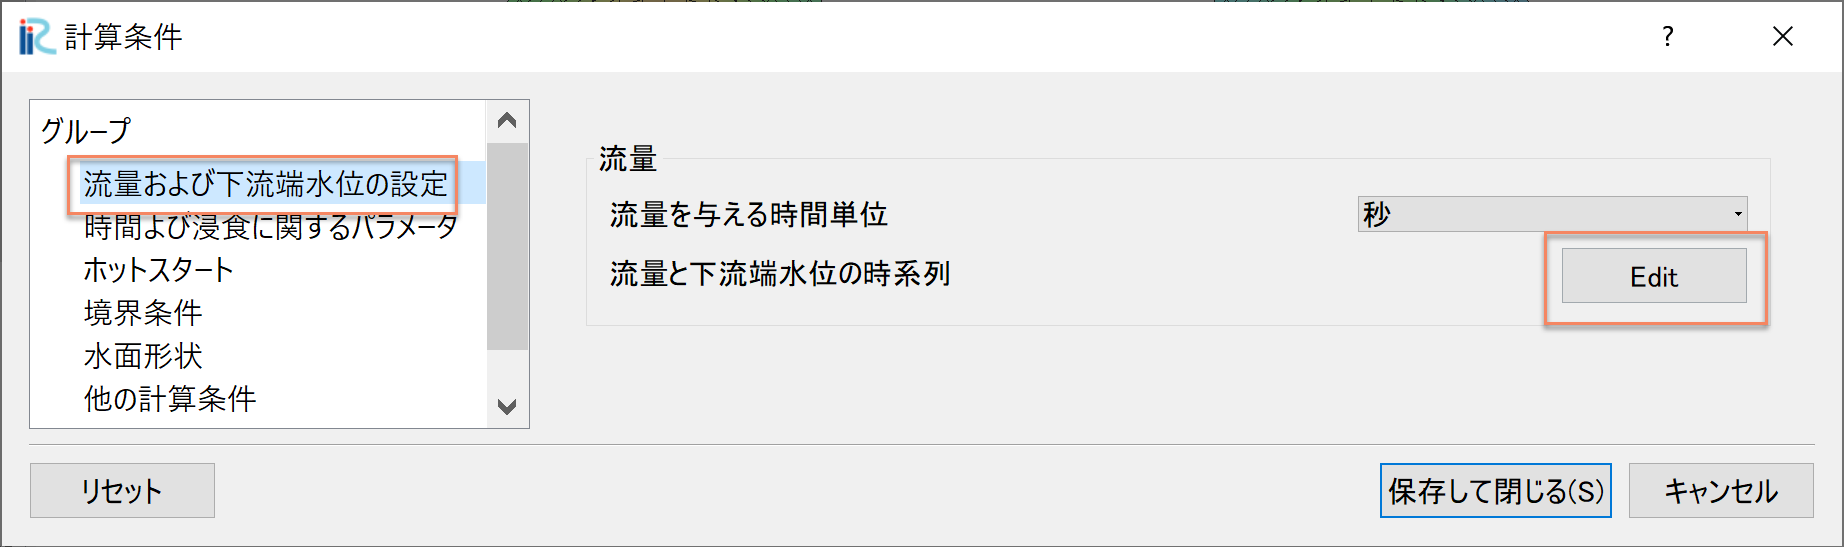 計算条件
?
グループ
流量および下流端水位の設定
時間よび浸食に関するパラメータ
ホットスタート
境界条件
水面形状
他の計算条件
流量
流量を与える時間単位
秒
流量と下流端水位の時系列
Edit
リセット
保存して閉じる(S)
キャンセル